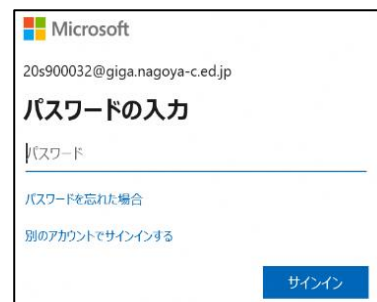 Microsoft
20s900032@giga.nagoya-c.ed.jp
パスワードの入力
パスワード
パスワードを忘れた場合
別のアカウントでサインインする
サインイン